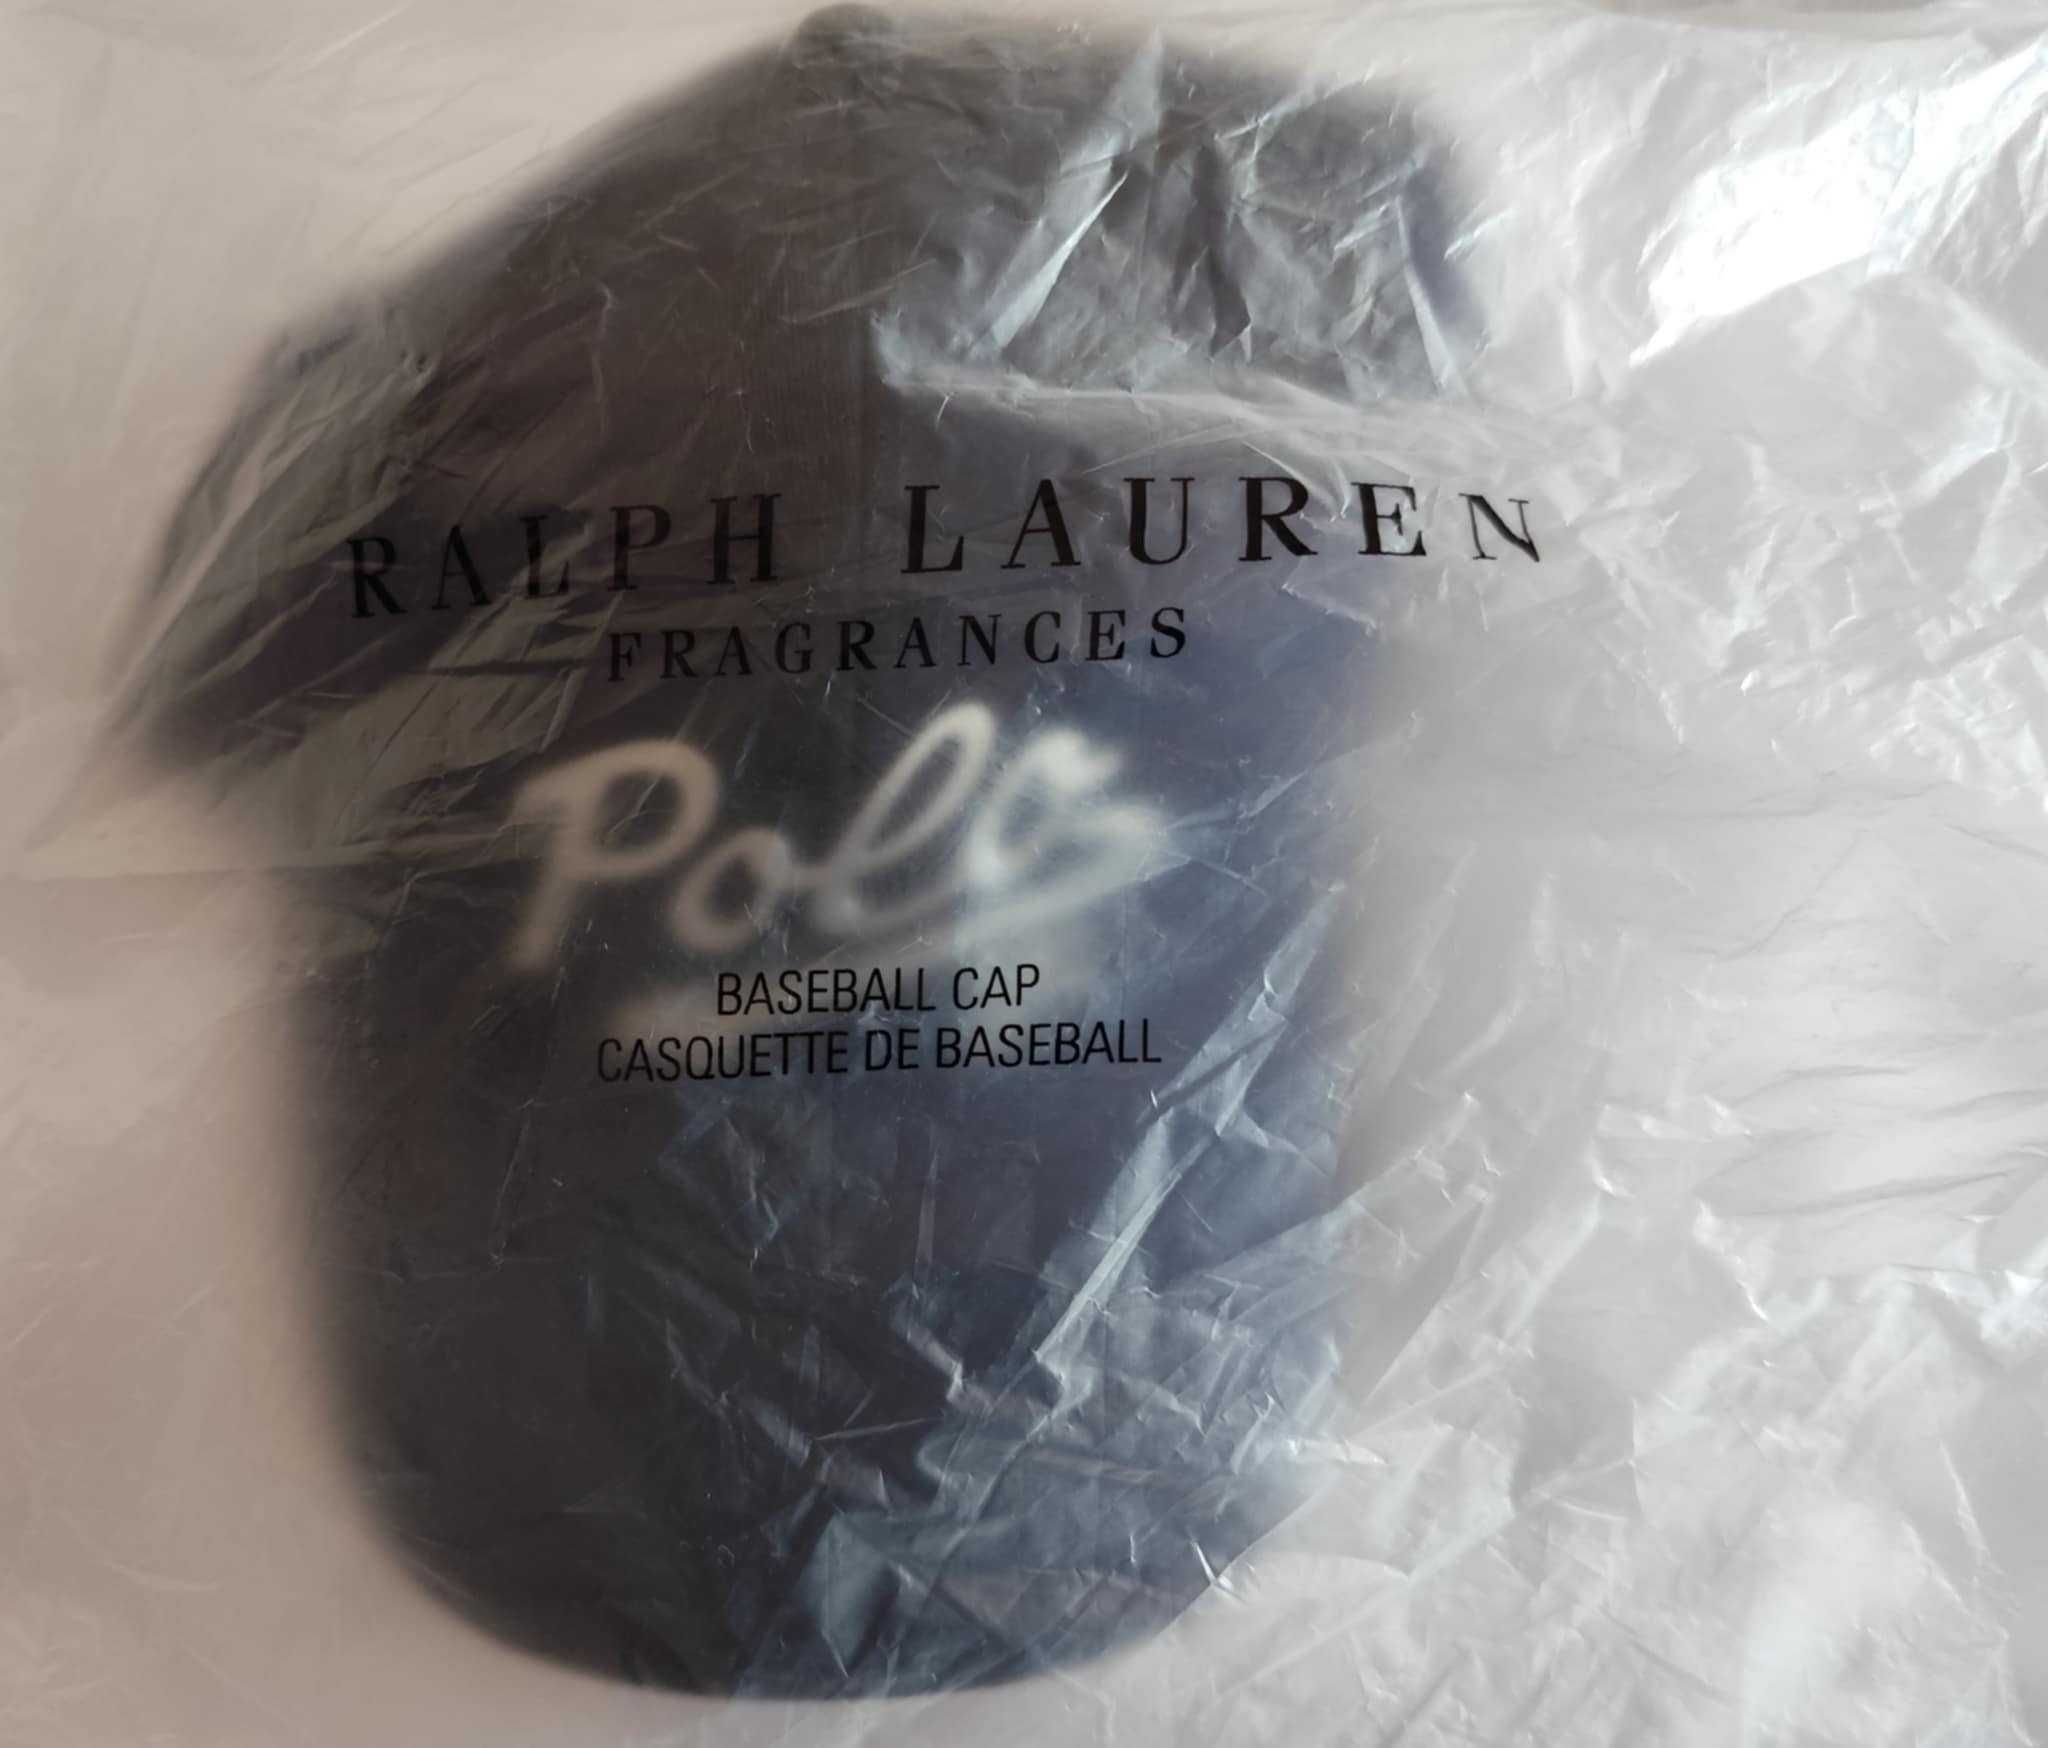 RALPH LAUREN
FRAGRANCES
Polo
BASEBALL CAP
CASQUETTE DE BASEBALL